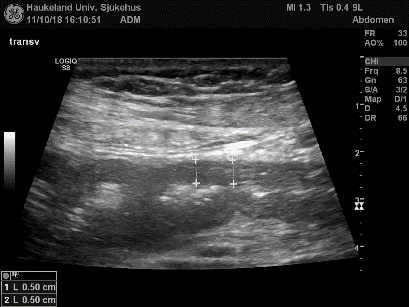 GE Haukeland Univ. Sjukehus MI 1.3 TIs 0.4 9L
11/10/18 16:10:51 ADM Abdomen
transv
LOGIQ
S8
FR 33
AO% 100
CHI
Frq 8.5
Gn 63
S/A 3/2
Map D/1
D 4.5
DR 66
2
3
4
1 L 0.50 cm
2 L 0.50 cm